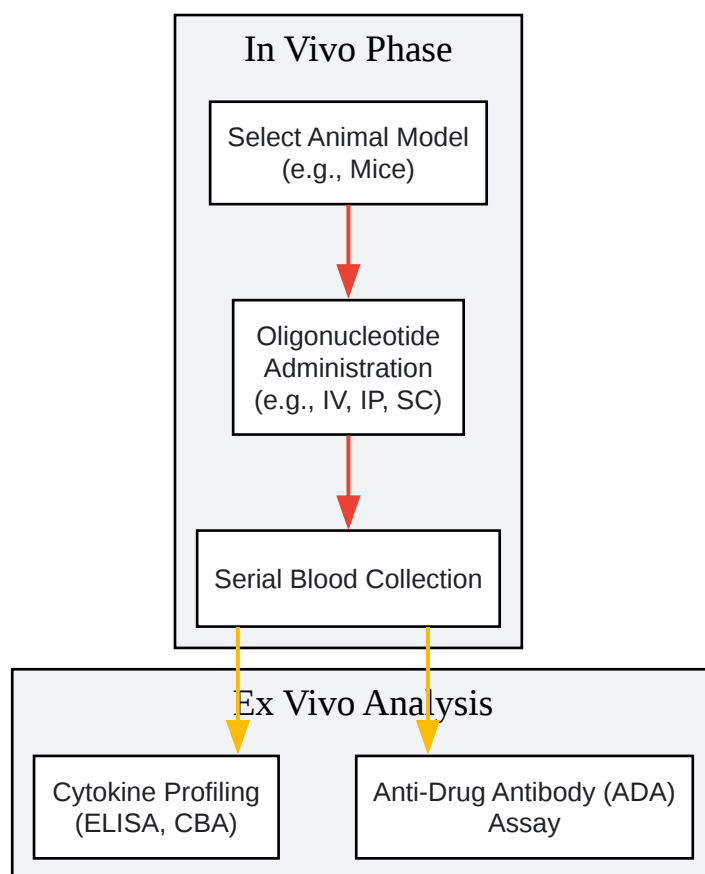 In Vivo Phase
Select Animal Model
(e.g., Mice)
Oligonucleotide
Administration
(e.g., IV, IP, SC)
Serial Blood Collection
Ex Vivo Analysis
Cytokine Profiling
(ELISA, CBA)
Anti-Drug Antibody (ADA)
Assay